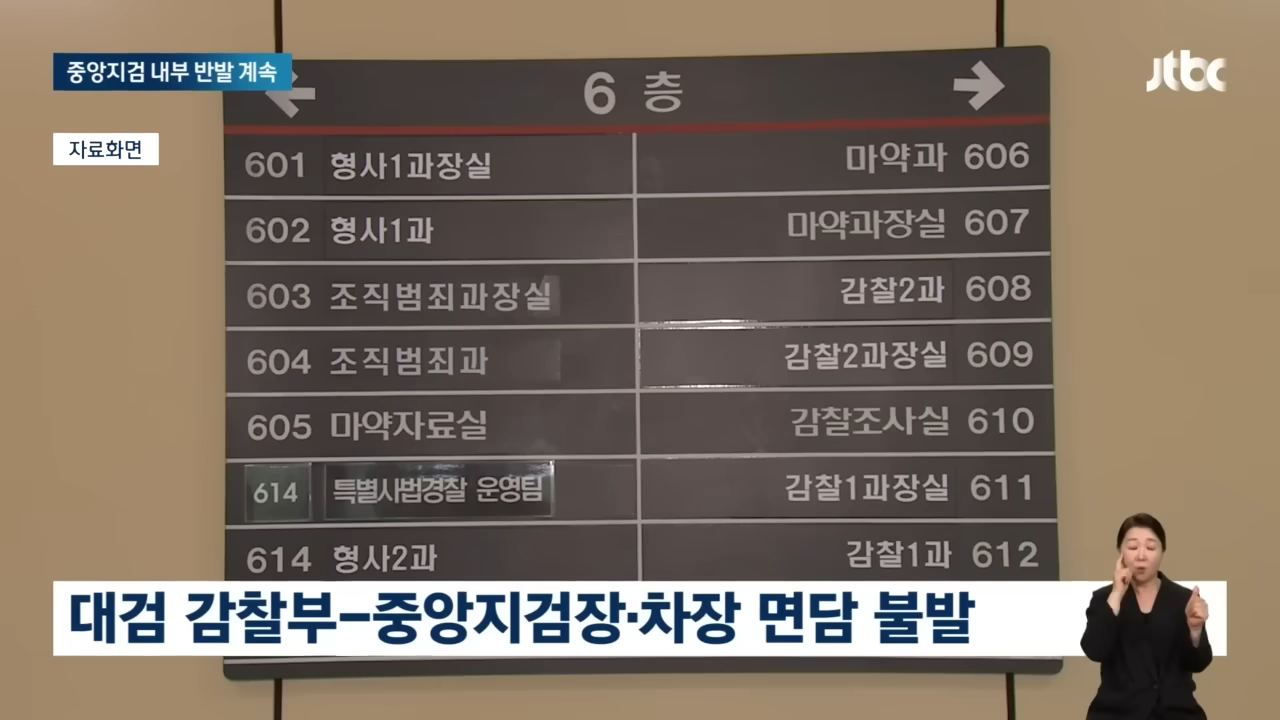 중앙지검 내부 반발 계속
jtbc
자료화면
6 층
601 형사1과장실
마약과 606
602 형사1과
마약과장실 607
603 조직범죄과장실
감찰2과 608
604 조직범죄과
감찰2과장실 609
605 마약자료실
감찰조사실 610
614 특별사법경찰 운영팀
감찰1과장실 611
614 형사2과
감찰1과 612
대검 감찰부-중앙지검장·차장 면담 불발